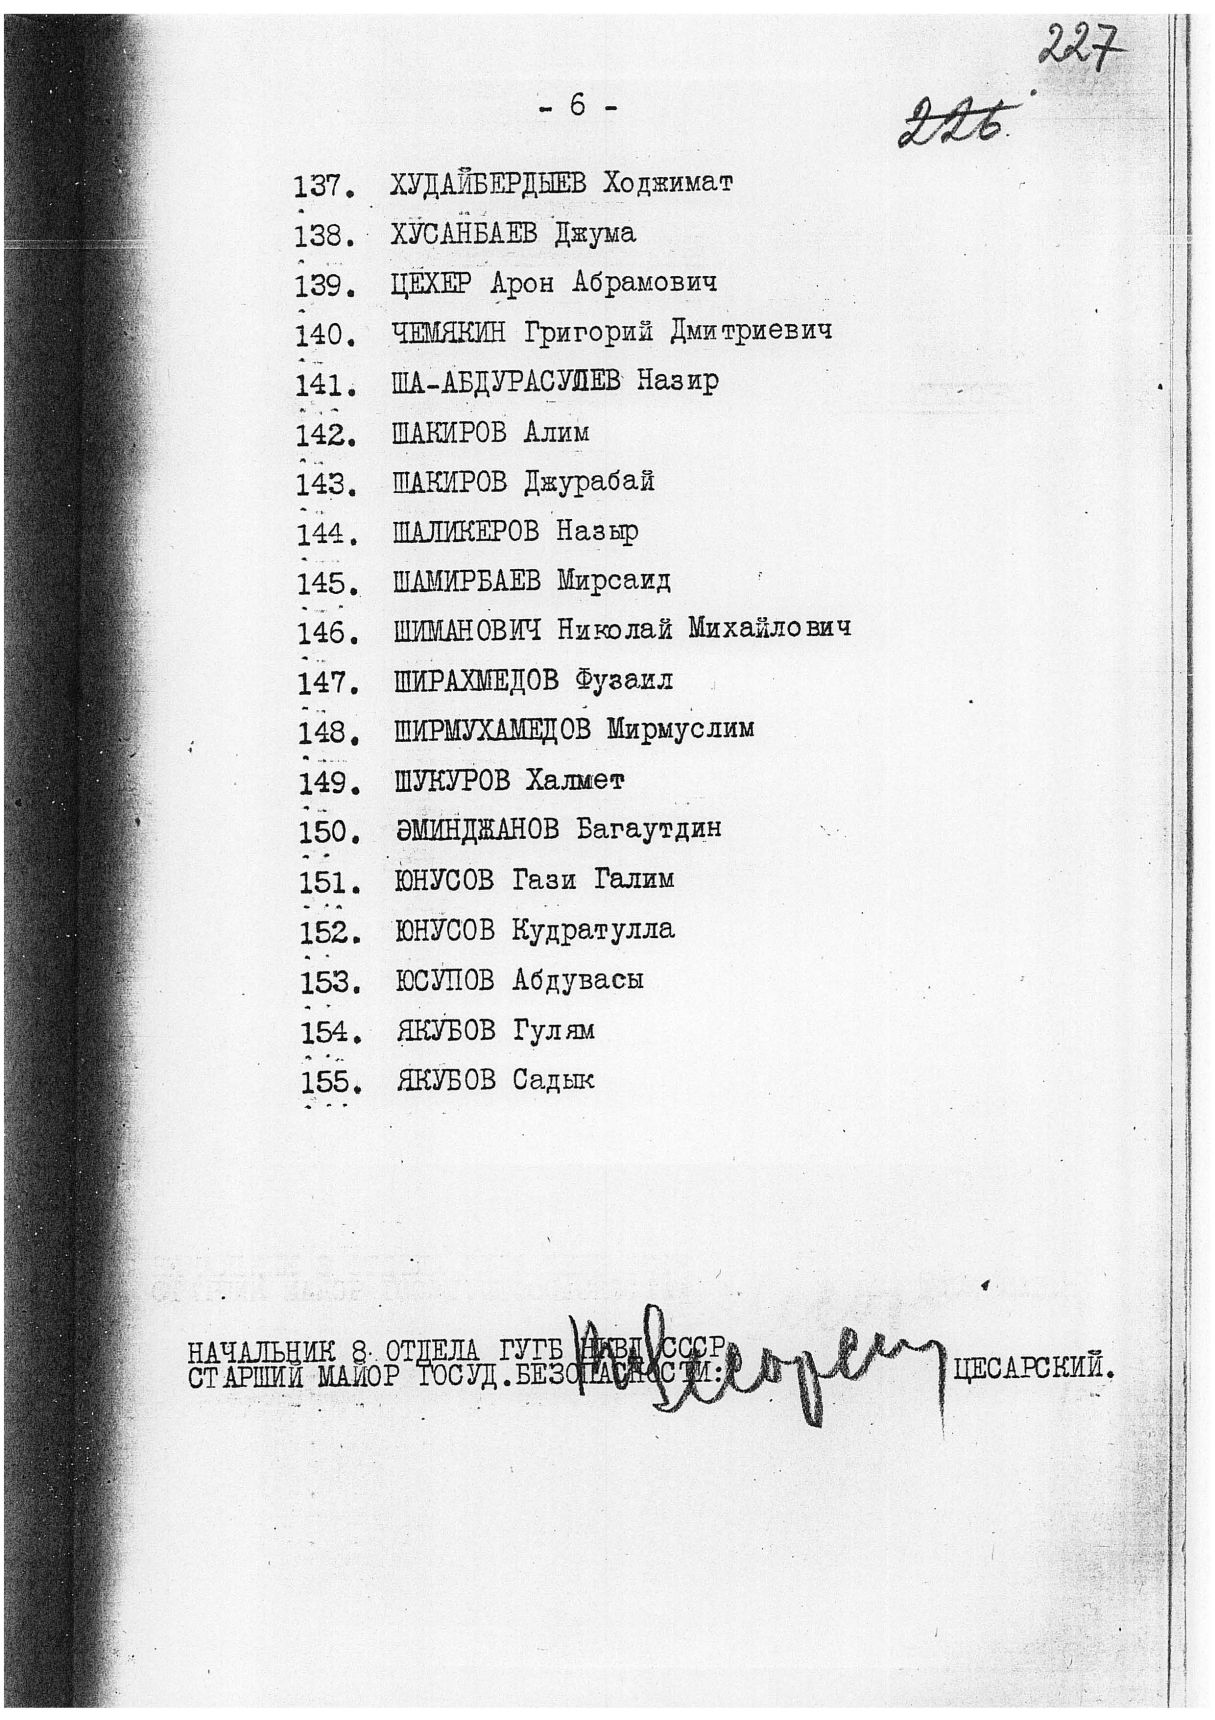 227
- 6 -
226.
137. ХУДАЙБЕРДЫЕВ Ходжимат
138. ХУСАНБАЕВ Джума
139. ЦЕХЕР Арон Абрамович
140. ЧЕМЯКИН Григорий Дмитриевич
141. ША-АБДУРАСУЛЕВ Назир
142. ШАКИРОВ Алим
143. ШАКИРОВ Джурабай
144. ШАЛИКЕРОВ Назыр
145. ШАМИРБАЕВ Мирсаид
146. ШИМАНОВИЧ Николай Михайлович
147. ШИРАХМЕДОВ Фузаил
148. ШИРМУХАМЕДОВ Мирмуслим
149. ШУКУРОВ Халмет
150. ЭМИНДЖАНОВ Багаутдин
151. ЮНУСОВ Гази Галим
152. ЮНУСОВ Кудратулла
153. ЮСУПОВ Абдувасы
154. ЯКУБОВ Гулям
155. ЯКУБОВ Садык
НАЧАЛЬНИК 8 ОТДЕЛА ГУГБ НКВД СССР
СТАРШИЙ МАЙОР ГОСУД.БЕЗОПАСНОСТИ: ЦЕСАРСКИЙ.